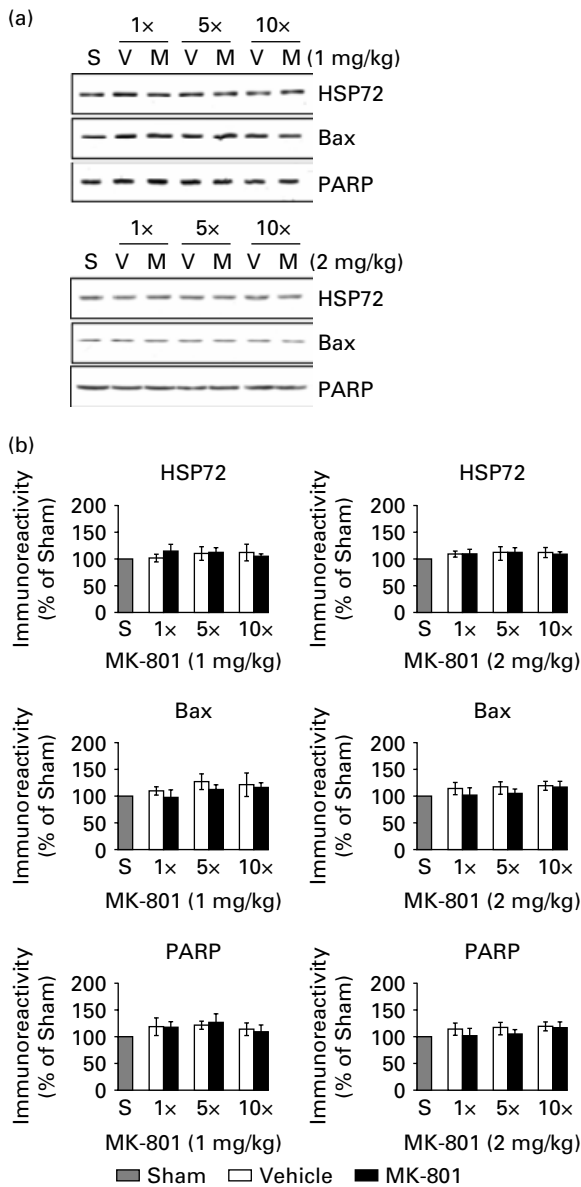 (a)
1× 5× 10×
S V M V M V M (1 mg/kg)
HSP72
Bax
PARP
1× 5× 10×
S V M V M V M (2 mg/kg)
HSP72
Bax
PARP
(b)
HSP72
Immunoreactivity
(% of Sham)
200
150
100
50
0
S 1× 5× 10×
MK-801 (1 mg/kg)
HSP72
Immunoreactivity
(% of Sham)
200
150
100
50
0
S 1× 5× 10×
MK-801 (2 mg/kg)
Bax
Immunoreactivity
(% of Sham)
200
150
100
50
0
S 1× 5× 10×
MK-801 (1 mg/kg)
Bax
Immunoreactivity
(% of Sham)
200
150
100
50
0
S 1× 5× 10×
MK-801 (2 mg/kg)
PARP
Immunoreactivity
(% of Sham)
200
150
100
50
0
S 1× 5× 10×
MK-801 (1 mg/kg)
PARP
Immunoreactivity
(% of Sham)
200
150
100
50
0
S 1× 5× 10×
MK-801 (2 mg/kg)
Sham Vehicle MK-801